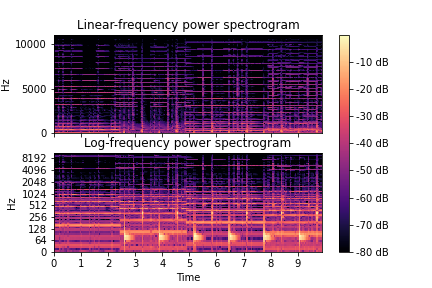 Linear-frequency power spectrogram
10000
5000
0
Hz
Log-frequency power spectrogram
8192
4096
2048
1024
512
256
128
64
0
Hz
0 1 2 3 4 5 6 7 8 9
Time
-10 dB
-20 dB
-30 dB
-40 dB
-50 dB
-60 dB
-70 dB
-80 dB